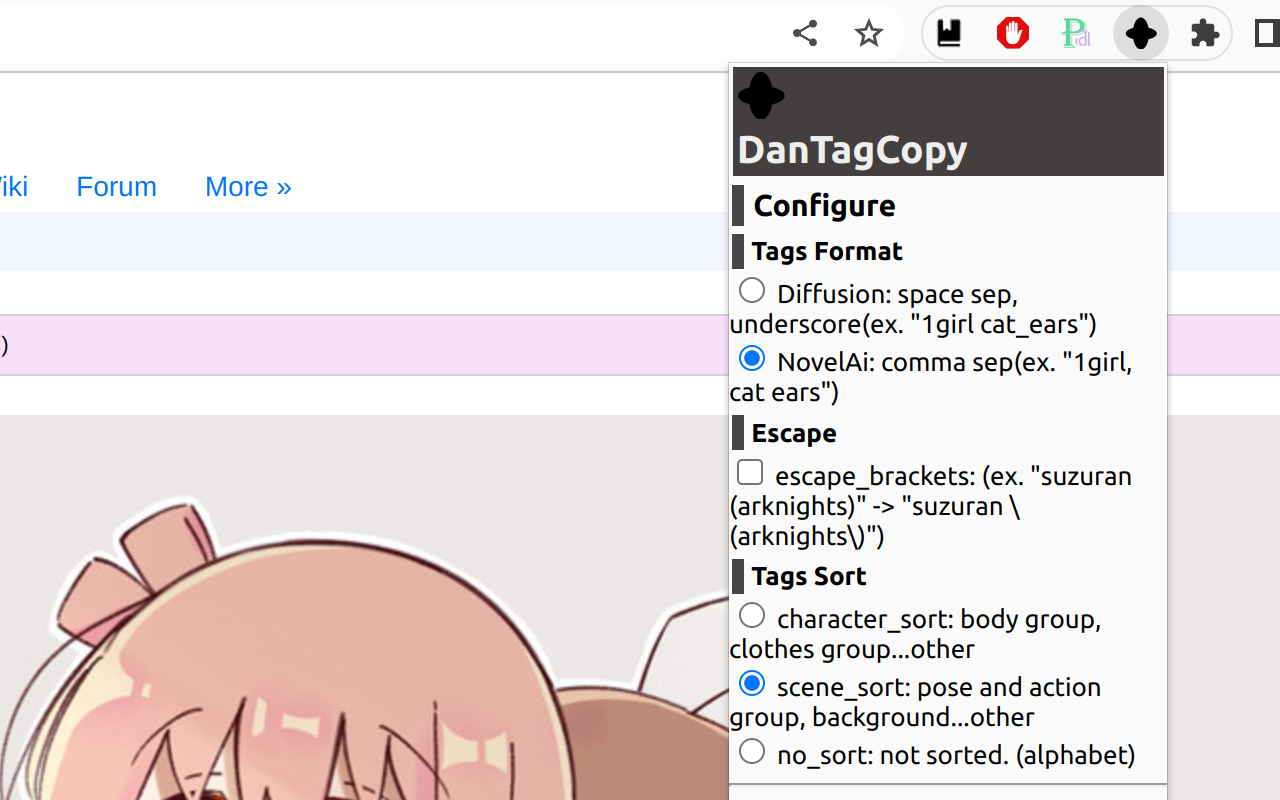 Forum
More »
)
DanTagCopy
Configure
Tags Format
Diffusion: space sep,
underscore(ex. "1girl cat_ears")
NovelAi: comma sep(ex. "1girl,
cat ears")
Escape
escape_brackets: (ex. "suzuran
(arknights)" -> "suzuran \
(arknights\)")
Tags Sort
character_sort: body group,
clothes group...other
scene_sort: pose and action
group, background...other
no_sort: not sorted. (alphabet)